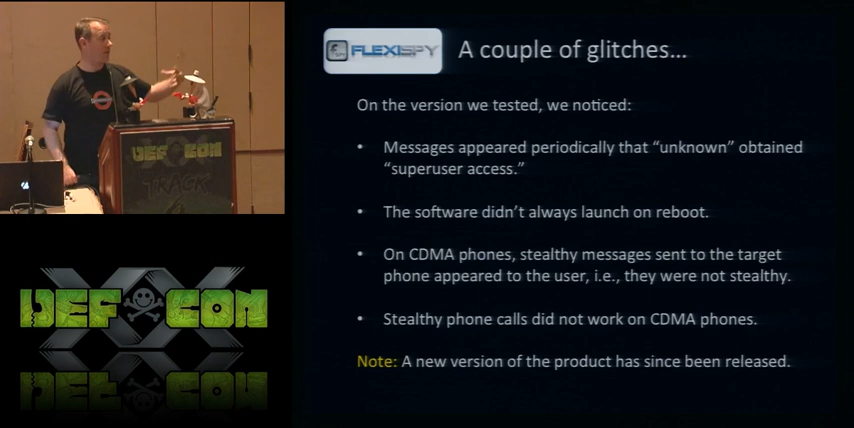 FLEXISPY
A couple of glitches...
On the version we tested, we noticed:
• Messages appeared periodically that “unknown” obtained
“superuser access.”
• The software didn’t always launch on reboot.
• On CDMA phones, stealthy messages sent to the target
phone appeared to the user, i.e., they were not stealthy.
• Stealthy phone calls did not work on CDMA phones.
Note: A new version of the product has since been released.
DEF CON
TRACK
XX
DEF CON